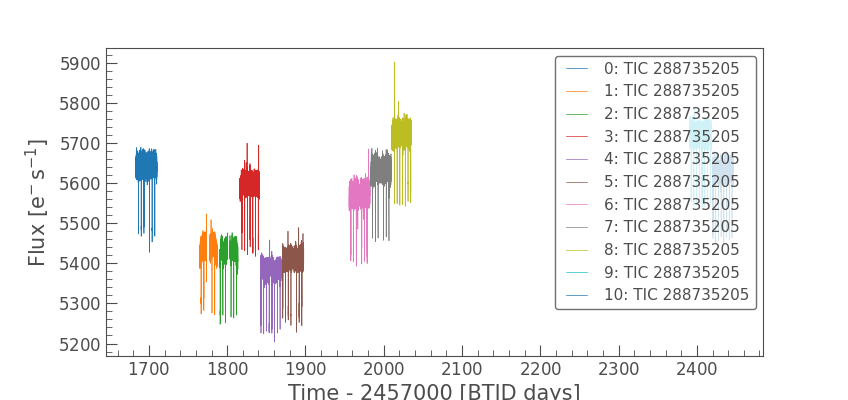 5900
5800
5700
5600
5500
5400
5300
5200
Flux [e⁻ s⁻¹]
0: TIC 288735205
1: TIC 288735205
2: TIC 288735205
3: TIC 288735205
4: TIC 288735205
5: TIC 288735205
6: TIC 288735205
7: TIC 288735205
8: TIC 288735205
9: TIC 288735205
10: TIC 288735205
1700 1800 1900 2000 2100 2200 2300 2400
Time - 2457000 [BTJD days]